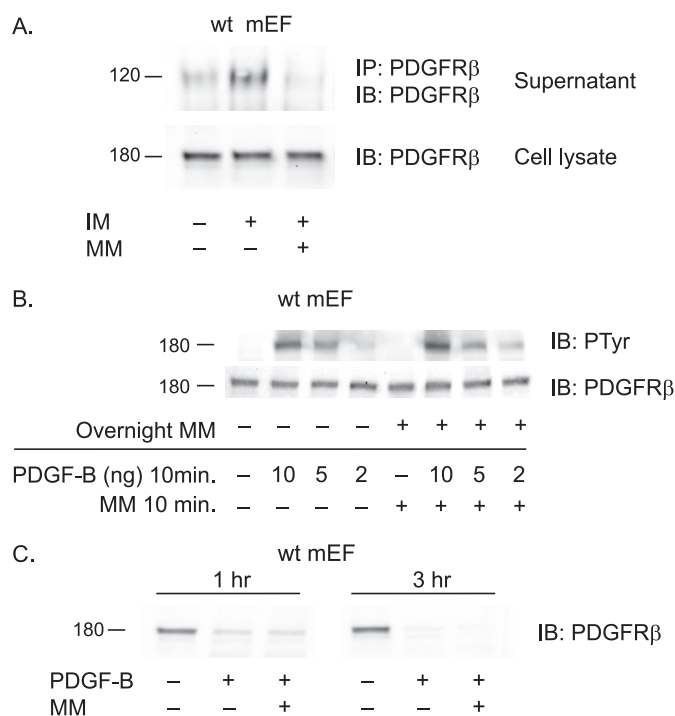 A.
wt mEF
120 — IP: PDGFRβ
IB: PDGFRβ Supernatant
180 — IB: PDGFRβ Cell lysate
IM – + +
MM – – +
B.
wt mEF
180 — IB: PTyr
180 — IB: PDGFRβ
Overnight MM – – – – + + + +
PDGF-B (ng) 10min. – 10 5 2 – 10 5 2
MM 10 min. – – – – + + + +
C.
wt mEF
1 hr 3 hr
180 — IB: PDGFRβ
PDGF-B – + + – + +
MM – – + – – +